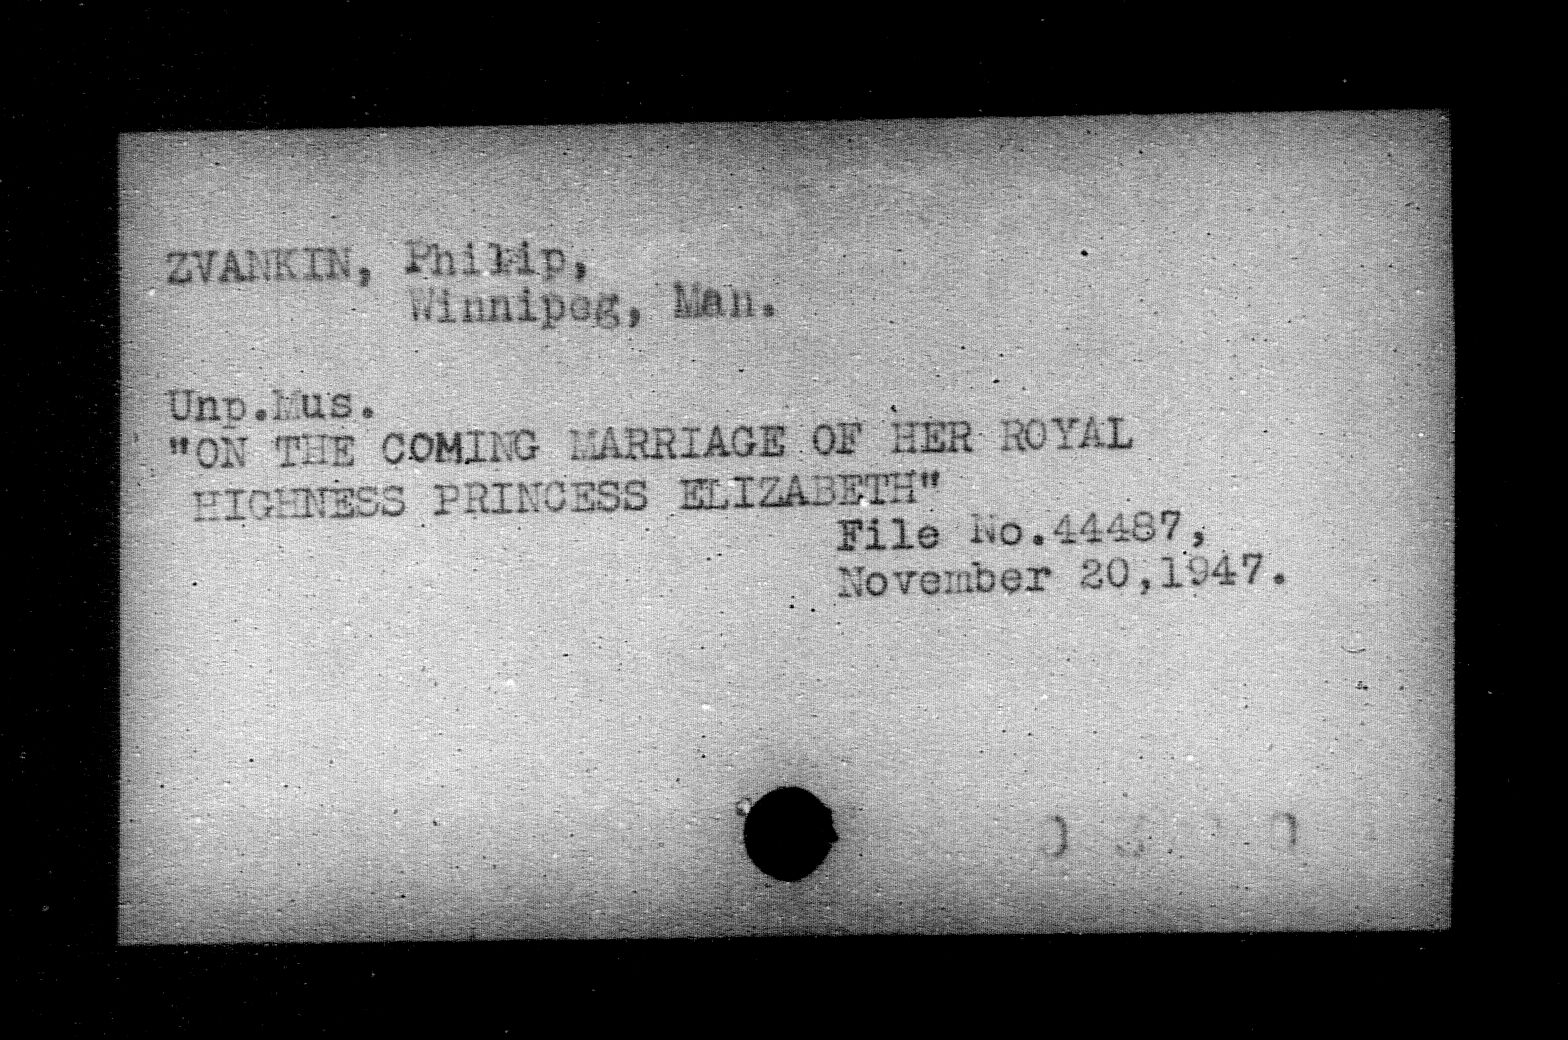 ZVANKIN, Philip,
Winnipeg, Man.
Unp.Mus.
"ON THE COMING MARRIAGE OF HER ROYAL
HIGHNESS PRINCESS ELIZABETH"
File No.44487,
November 20,1947.